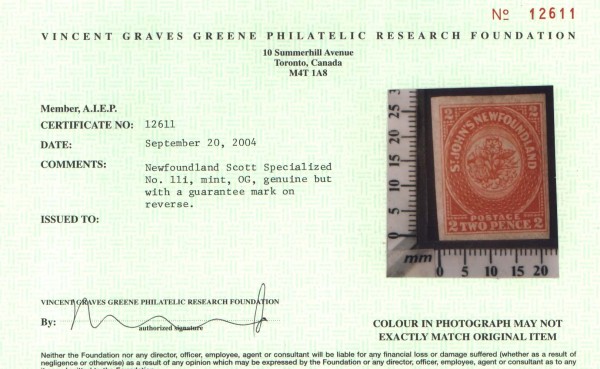 Nº 12611
VINCENT GRAVES GREENE PHILATELIC RESEARCH FOUNDATION
10 Summerhill Avenue
Toronto, Canada
M4T 1A8
Member, A.I.E.P.
CERTIFICATE NO: 12611
DATE: September 20, 2004
COMMENTS: Newfoundland Scott Specialized
No. 11i, mint, OG, genuine but
with a guarantee mark on
reverse.
ISSUED TO:
0 5 10 15 20 25
ST. JOHN'S NEWFOUNDLAND
POSTAGE
2 TWO PENCE 2
mm
0 5 10 15 20
VINCENT GRAVES GREENE PHILATELIC RESEARCH FOUNDATION
By:
authorized signature
COLOUR IN PHOTOGRAPH MAY NOT
EXACTLY MATCH ORIGINAL ITEM
Neither the Foundation nor any director, officer, employee, agent or consultant will be liable for any financial loss or damage suffered (whether as a result of
negligence or otherwise) as a result of any opinion which may be expressed by the Foundation or any director, officer, employee, agent or consultant as to any